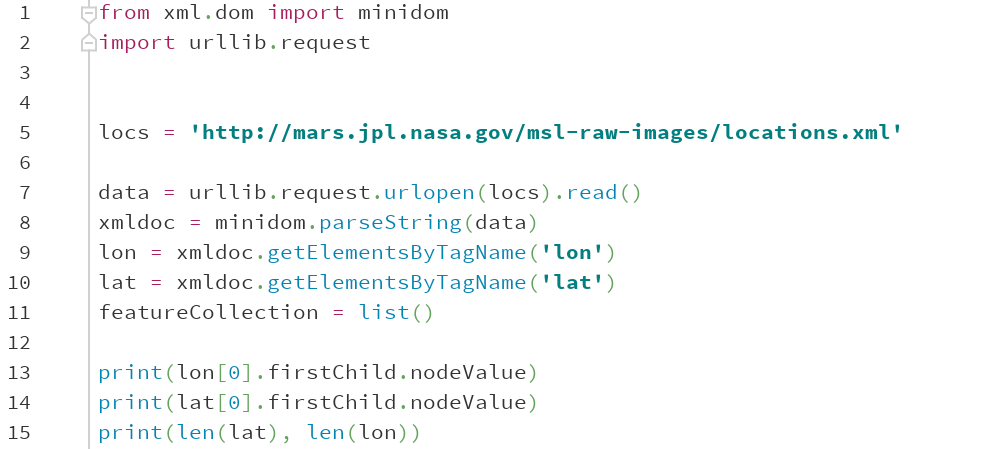 1 from xml.dom import minidom
2 import urllib.request
3
4
5 locs = 'http://mars.jpl.nasa.gov/msl-raw-images/locations.xml'
6
7 data = urllib.request.urlopen(locs).read()
8 xmldoc = minidom.parseString(data)
9 lon = xmldoc.getElementsByTagName('lon')
10 lat = xmldoc.getElementsByTagName('lat')
11 featureCollection = list()
12
13 print(lon[0].firstChild.nodeValue)
14 print(lat[0].firstChild.nodeValue)
15 print(len(lat), len(lon))